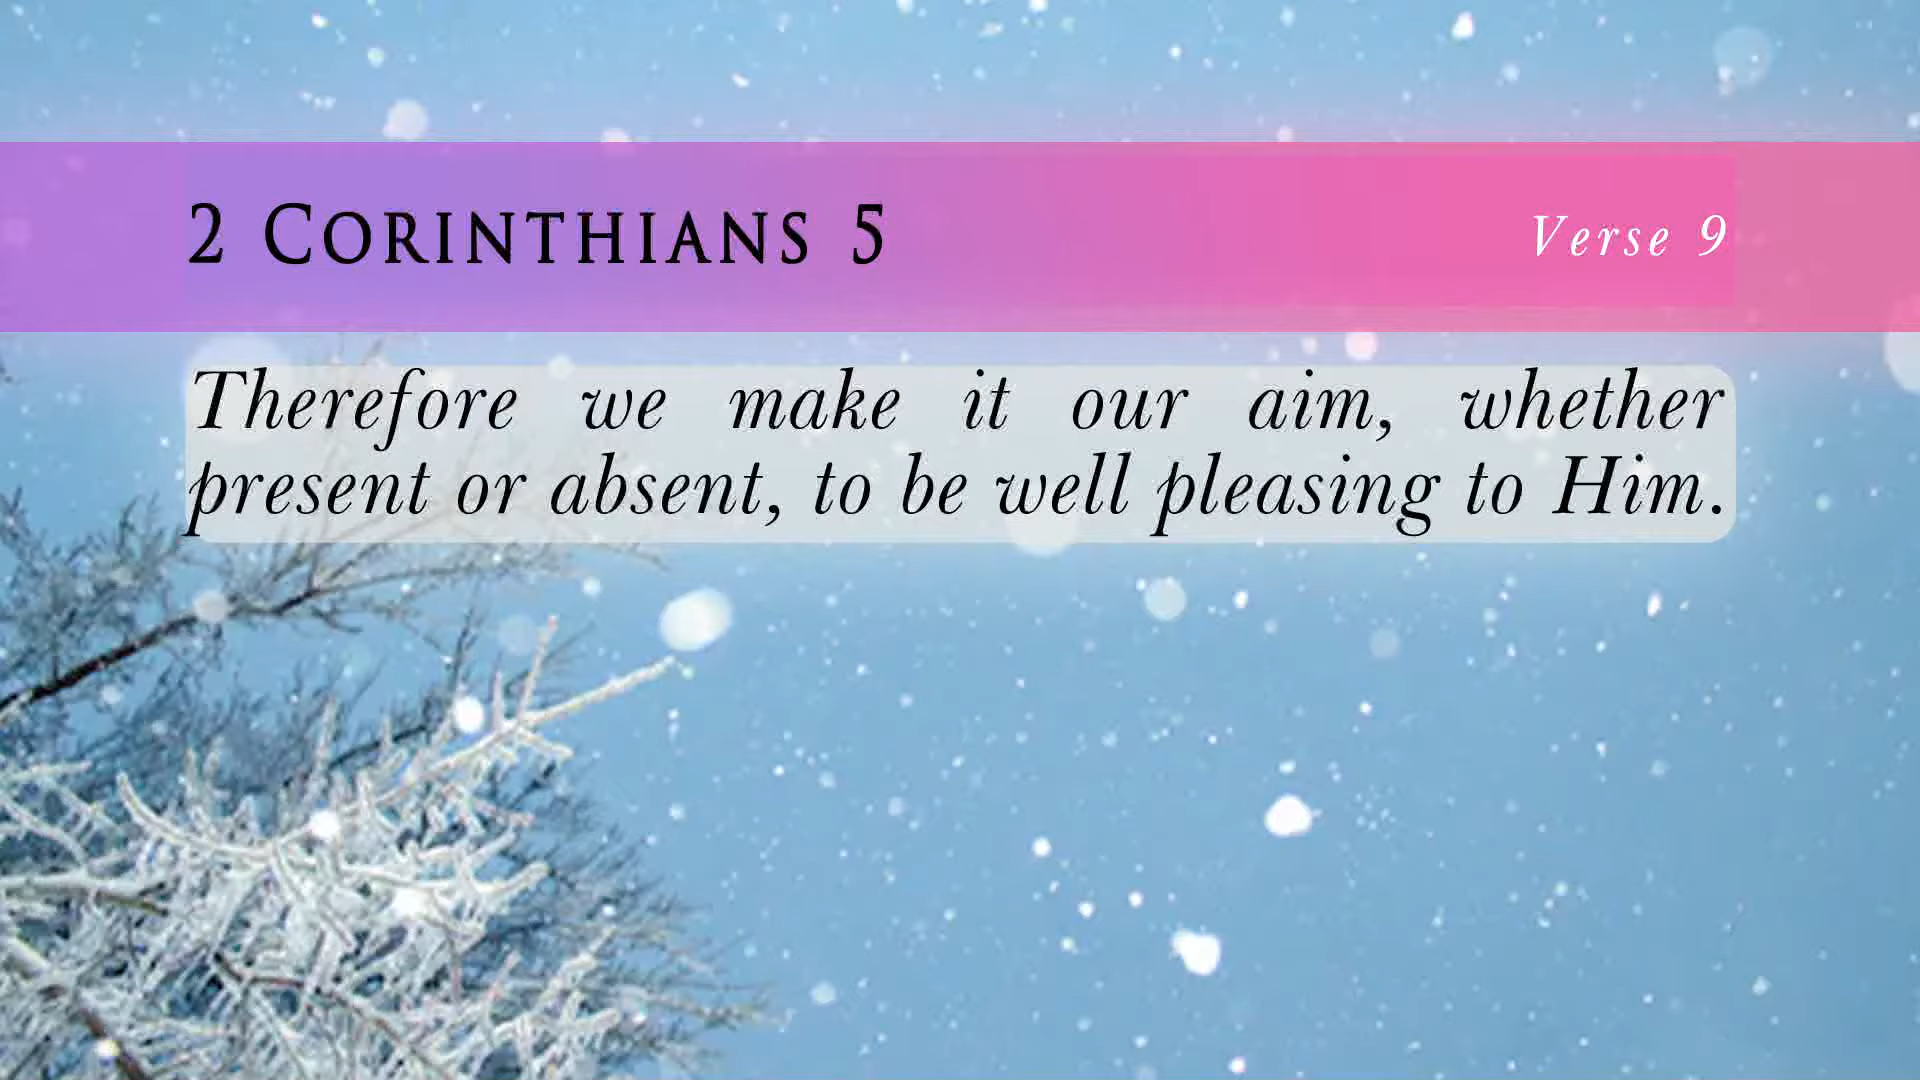 2 Corinthians 5
Verse 9
Therefore we make it our aim, whether
present or absent, to be well pleasing to Him.